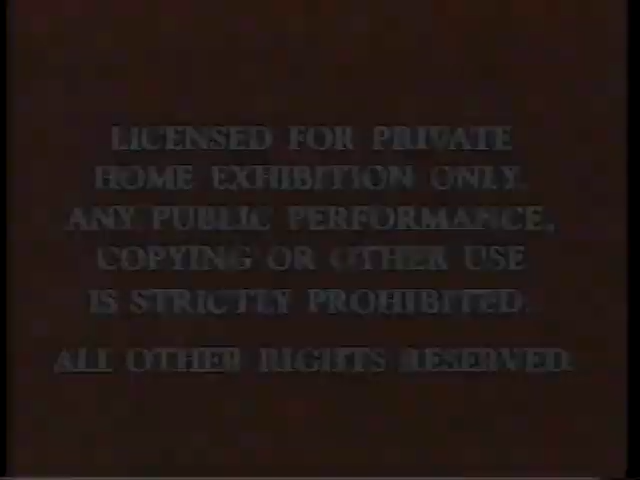 LICENSED FOR PRIVATE
HOME EXHIBITION ONLY.
ANY PUBLIC PERFORMANCE,
COPYING OR OTHER USE
IS STRICTLY PROHIBITED.
ALL OTHER RIGHTS RESERVED.